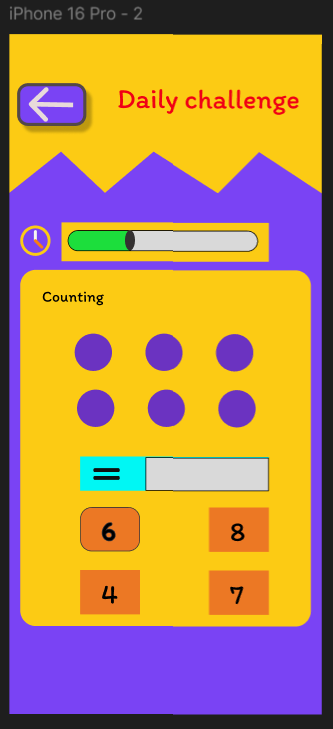 iPhone 16 Pro - 2
Daily challenge
Counting
=
6 8
4 7